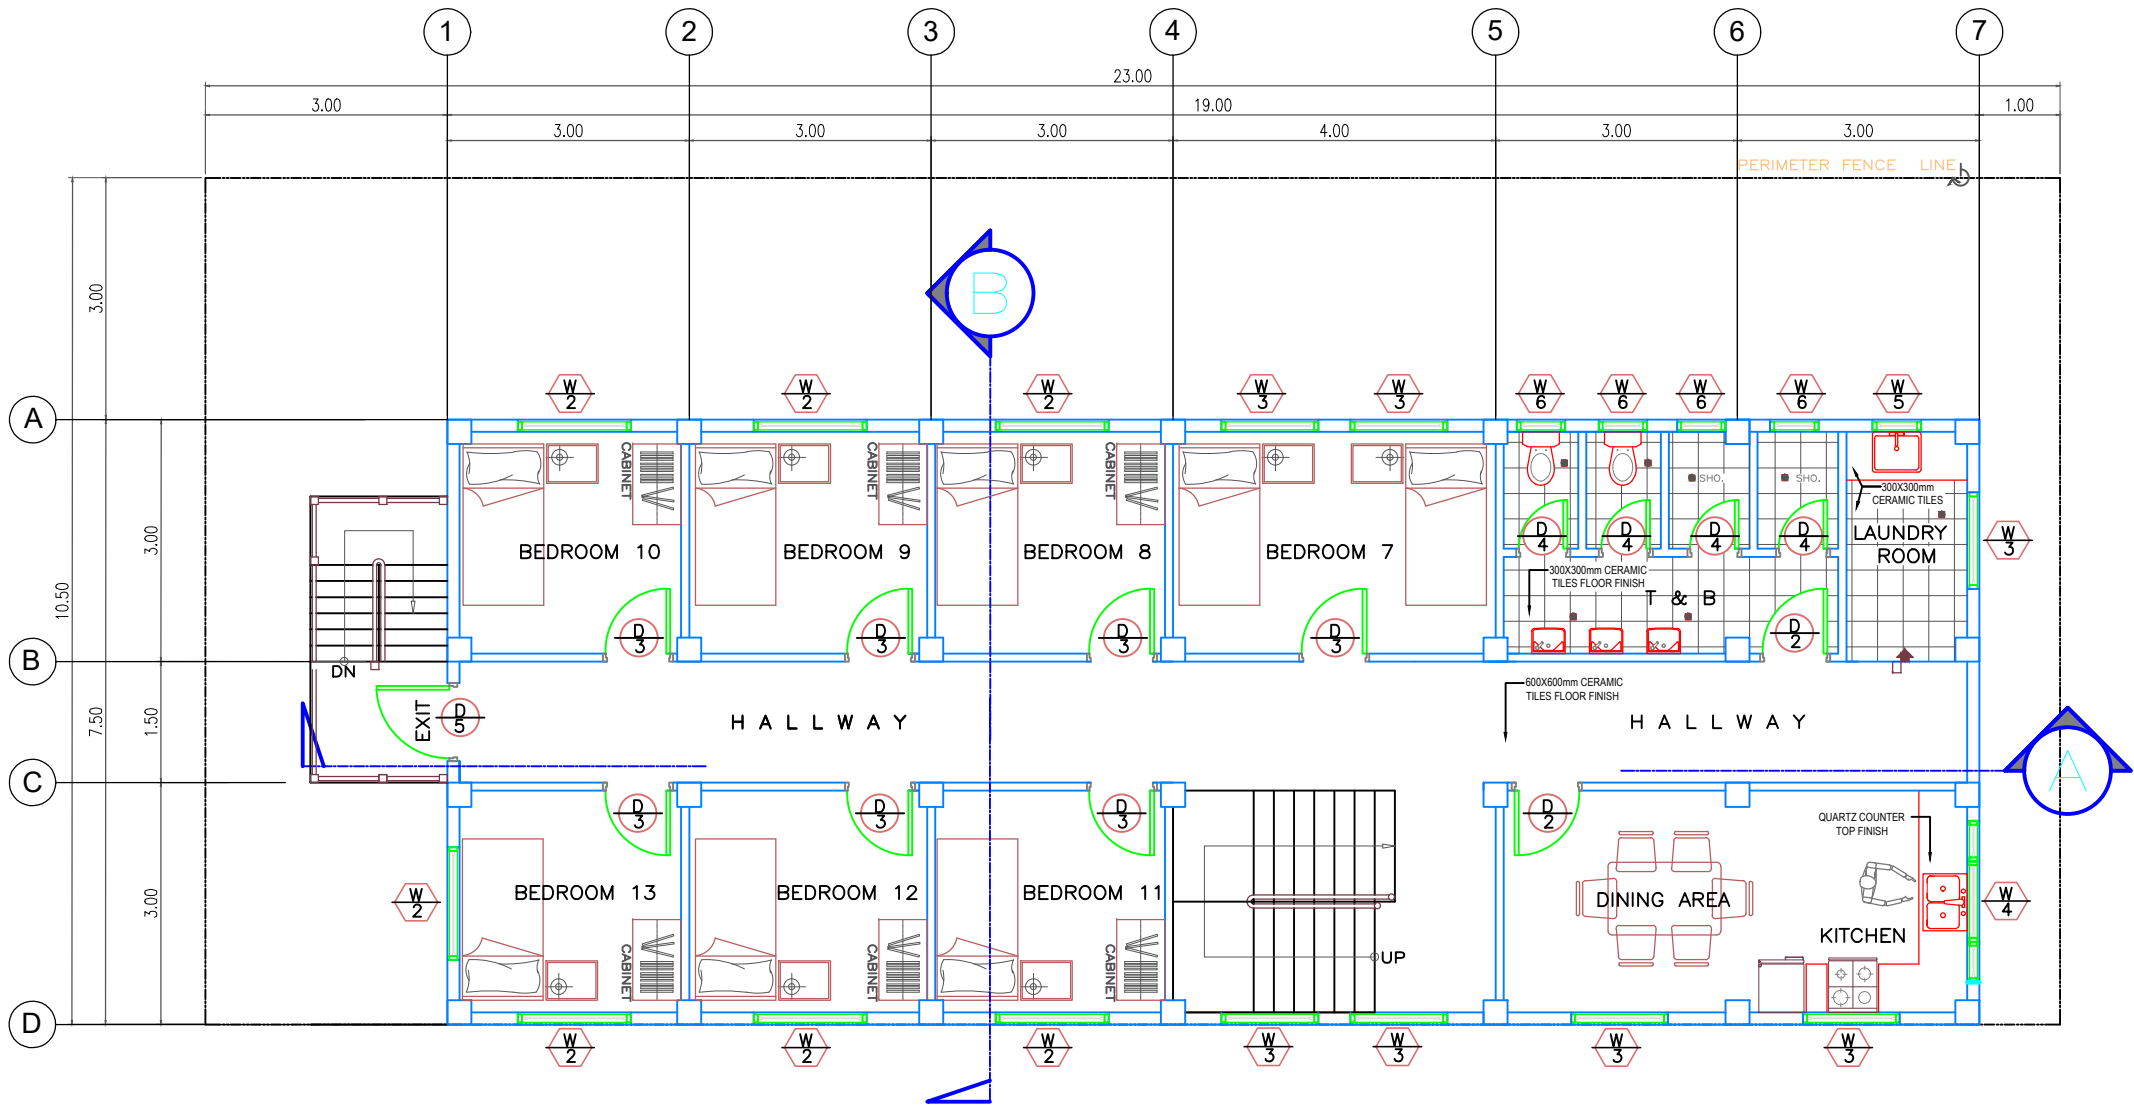 1 2 3 4 5 6 7
23.00
3.00 19.00 1.00
3.00 3.00 3.00 4.00 3.00 3.00
PERIMETER FENCE LINE
3.00
B
W 2 W 2 W 2 W 3 W 3 W 6 W 6 W 6 W 6 W 5
A
CABINET CABINET CABINET
SHO. SHO.
300X300mm
CERAMIC TILES
3.00
BEDROOM 10 BEDROOM 9 BEDROOM 8 BEDROOM 7
D 4 D 4 D 4 D 4
LAUNDRY
ROOM
W 3
300X300mm CERAMIC
TILES FLOOR FINISH
10.50
T & B
D 3 D 3 D 3 D 3 D 2
B
DN
600X600mm CERAMIC
TILES FLOOR FINISH
7.50 1.50
EXIT
D 5
HALLWAY HALLWAY
A
C
D 3 D 3 D 3 D 2
QUARTZ COUNTER
TOP FINISH
3.00
W 2
BEDROOM 13 BEDROOM 12 BEDROOM 11
DINING AREA
W 4
KITCHEN
CABINET CABINET CABINET
UP
D
W 2 W 2 W 2 W 3 W 3 W 3 W 3